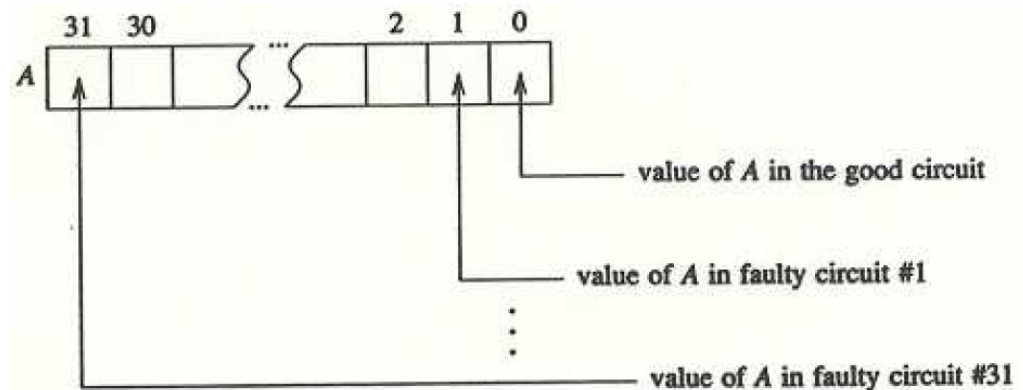 31 30 ... 2 1 0
A ...
value of A in the good circuit
value of A in faulty circuit #1
value of A in faulty circuit #31